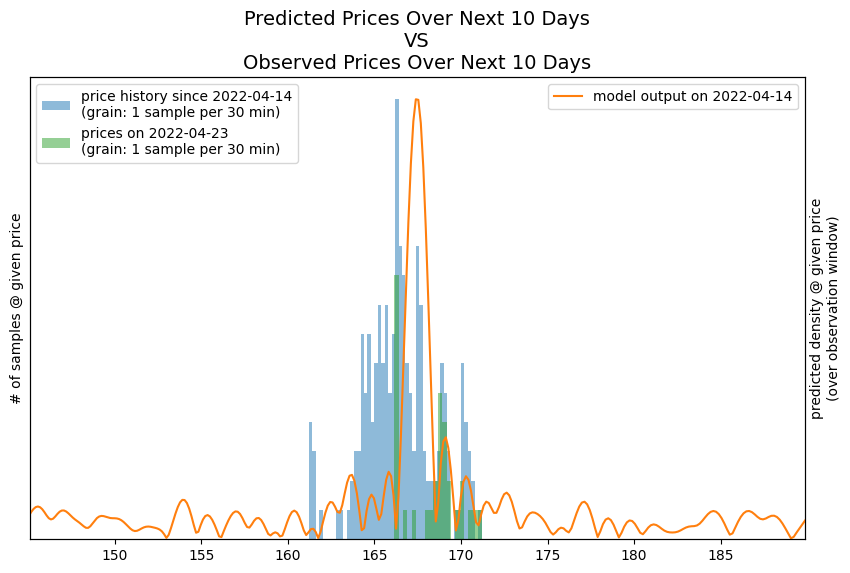 Predicted Prices Over Next 10 Days
VS
Observed Prices Over Next 10 Days
price history since 2022-04-14
(grain: 1 sample per 30 min)
prices on 2022-04-23
(grain: 1 sample per 30 min)
model output on 2022-04-14
# of samples @ given price
predicted density @ given price
(over observation window)
150 155 160 165 170 175 180 185